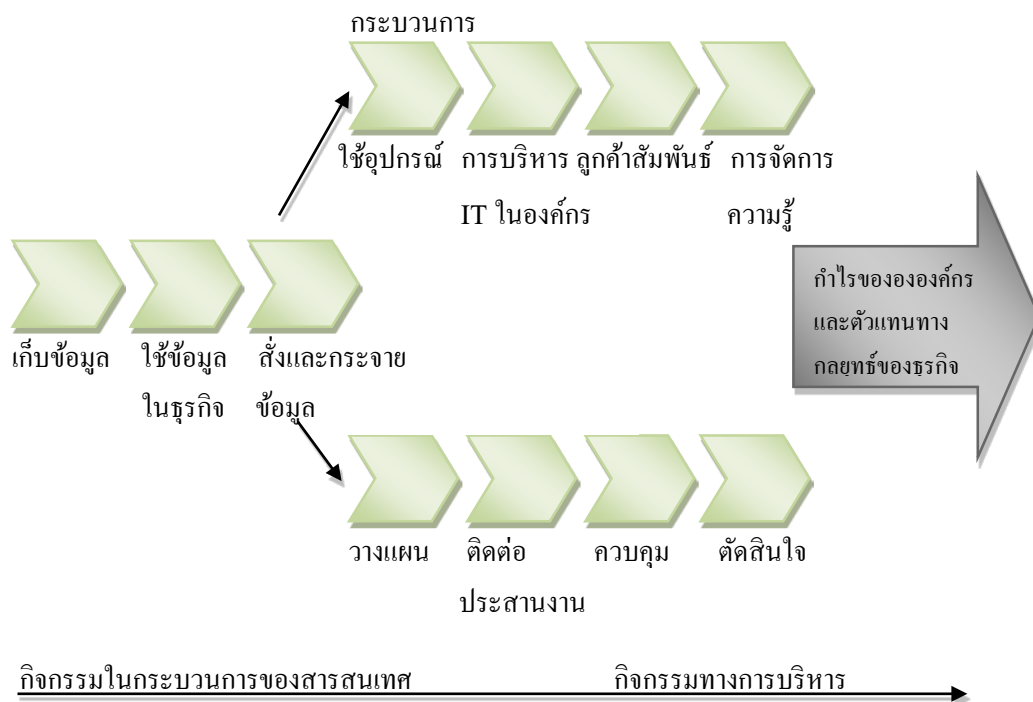 กระบวนการ
ใช้อุปกรณ์ การบริหาร ลูกค้าสัมพันธ์ การจัดการ
IT ในองค์กร ความรู้
กำไรขอององค์กร
และตัวแทนทาง
กลยุทธ์ของธุรกิจ
เก็บข้อมูล ใช้ข้อมูล สั่งและกระจาย
ในธุรกิจ ข้อมูล
วางแผน ติดต่อ ควบคุม ตัดสินใจ
ประสานงาน
กิจกรรมในกระบวนการของสารสนเทศ กิจกรรมทางการบริหาร